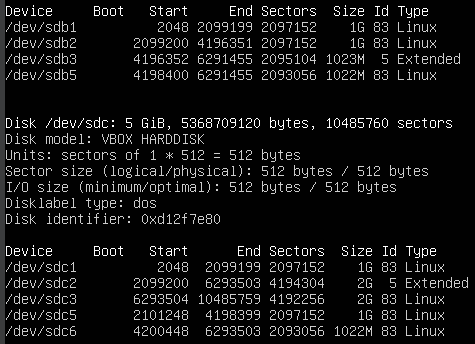 Device     Boot   Start     End Sectors  Size Id Type
/dev/sdb1          2048 2099199 2097152    1G 83 Linux
/dev/sdb2       2099200 4196351 2097152    1G 83 Linux
/dev/sdb3       4196352 6291455 2095104 1023M  5 Extended
/dev/sdb5       4198400 6291455 2093056 1022M 83 Linux
Disk /dev/sdc: 5 GiB, 5368709120 bytes, 10485760 sectors
Disk model: VBOX HARDDISK
Units: sectors of 1 * 512 = 512 bytes
Sector size (logical/physical): 512 bytes / 512 bytes
I/O size (minimum/optimal): 512 bytes / 512 bytes
Disklabel type: dos
Disk identifier: 0xd12f7e80
Device     Boot   Start      End Sectors  Size Id Type
/dev/sdc1          2048  2099199 2097152    1G 83 Linux
/dev/sdc2       2099200  6293503 4194304    2G  5 Extended
/dev/sdc3       6293504 10485759 4192256    2G 83 Linux
/dev/sdc5       2101248  4198399 2097152    1G 83 Linux
/dev/sdc6       4200448  6293503 2093056 1022M 83 Linux